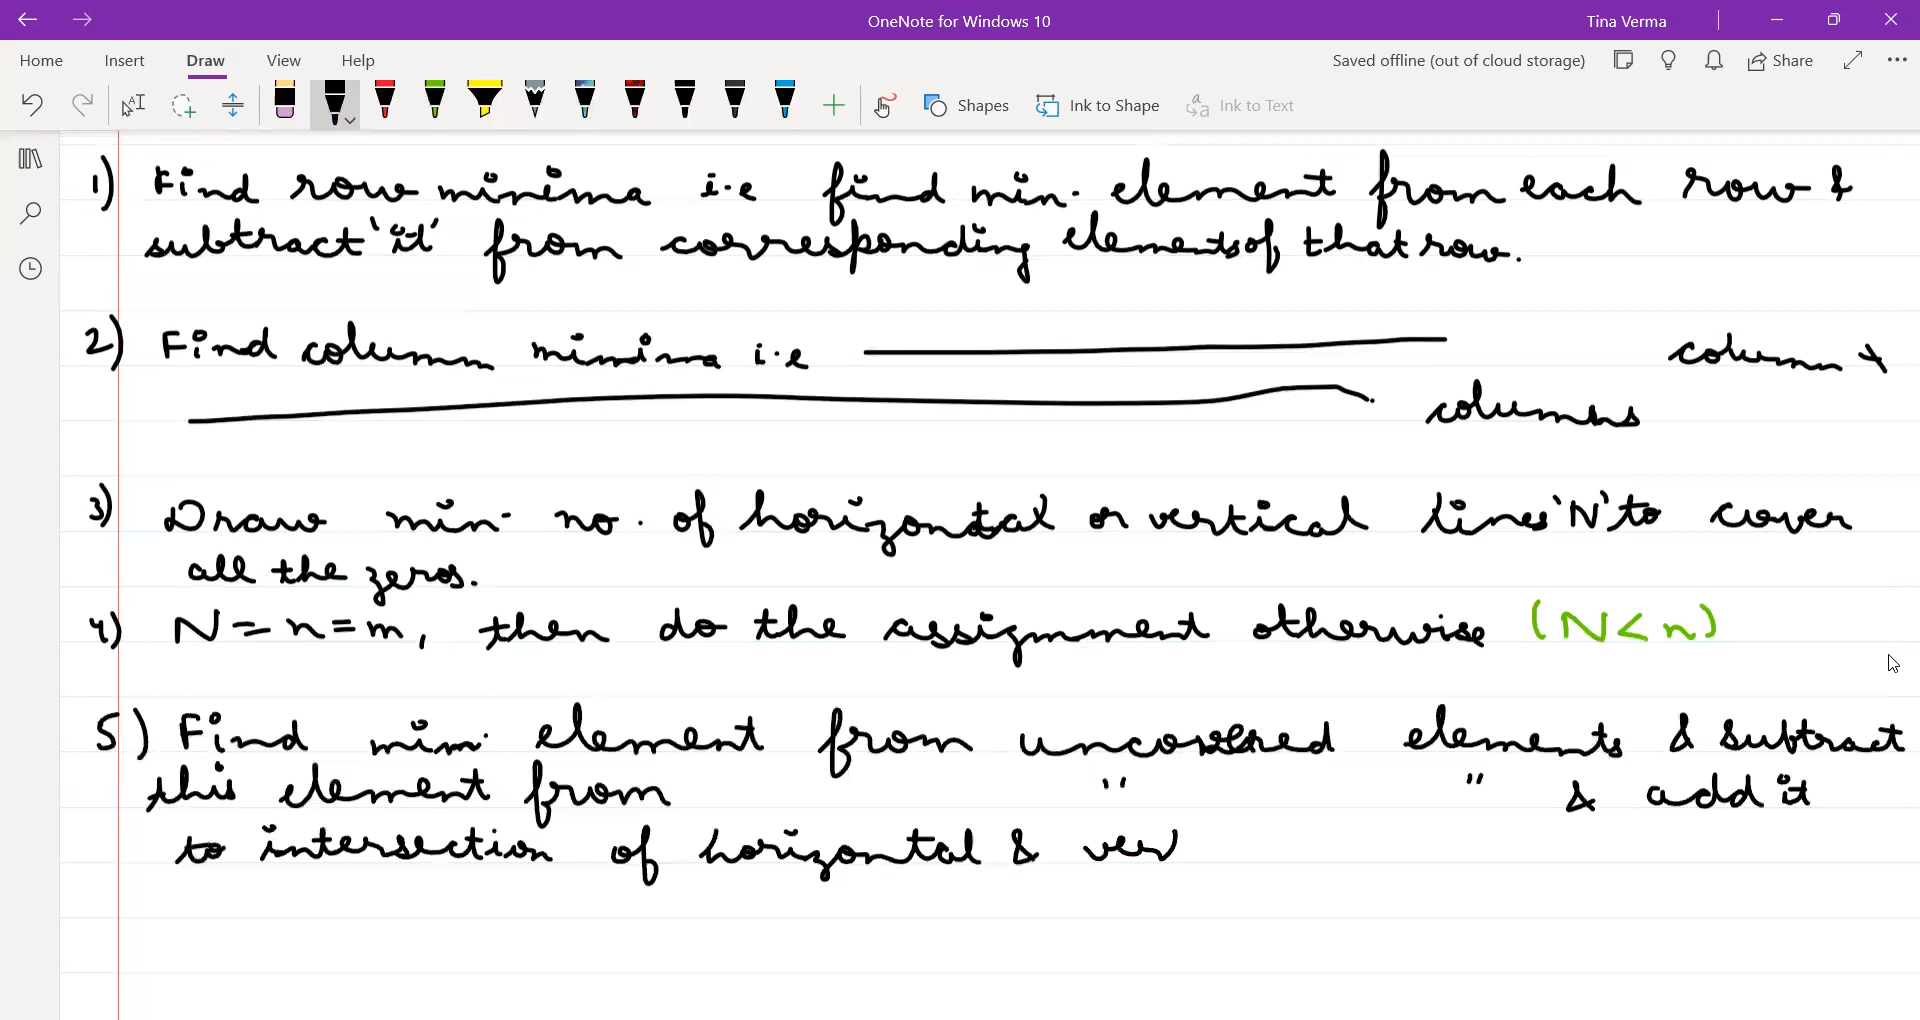 OneNote for Windows 10
Tina Verma
Home Insert Draw View Help
Saved offline (out of cloud storage)
Share
Shapes
Ink to Shape
Ink to Text
1) Find row minima i.e find min. element from each row &
subtract 'it' from corresponding elements of that row.
2) Find column minima i.e column &
columns
3) Draw min. no. of horizontal or vertical lines 'N' to cover
all the zeros.
4) N = n = m, then do the assignment otherwise (N < n)
5) Find min. element from uncovered elements & subtract
this element from " " & add it
to intersection of horizontal & ver